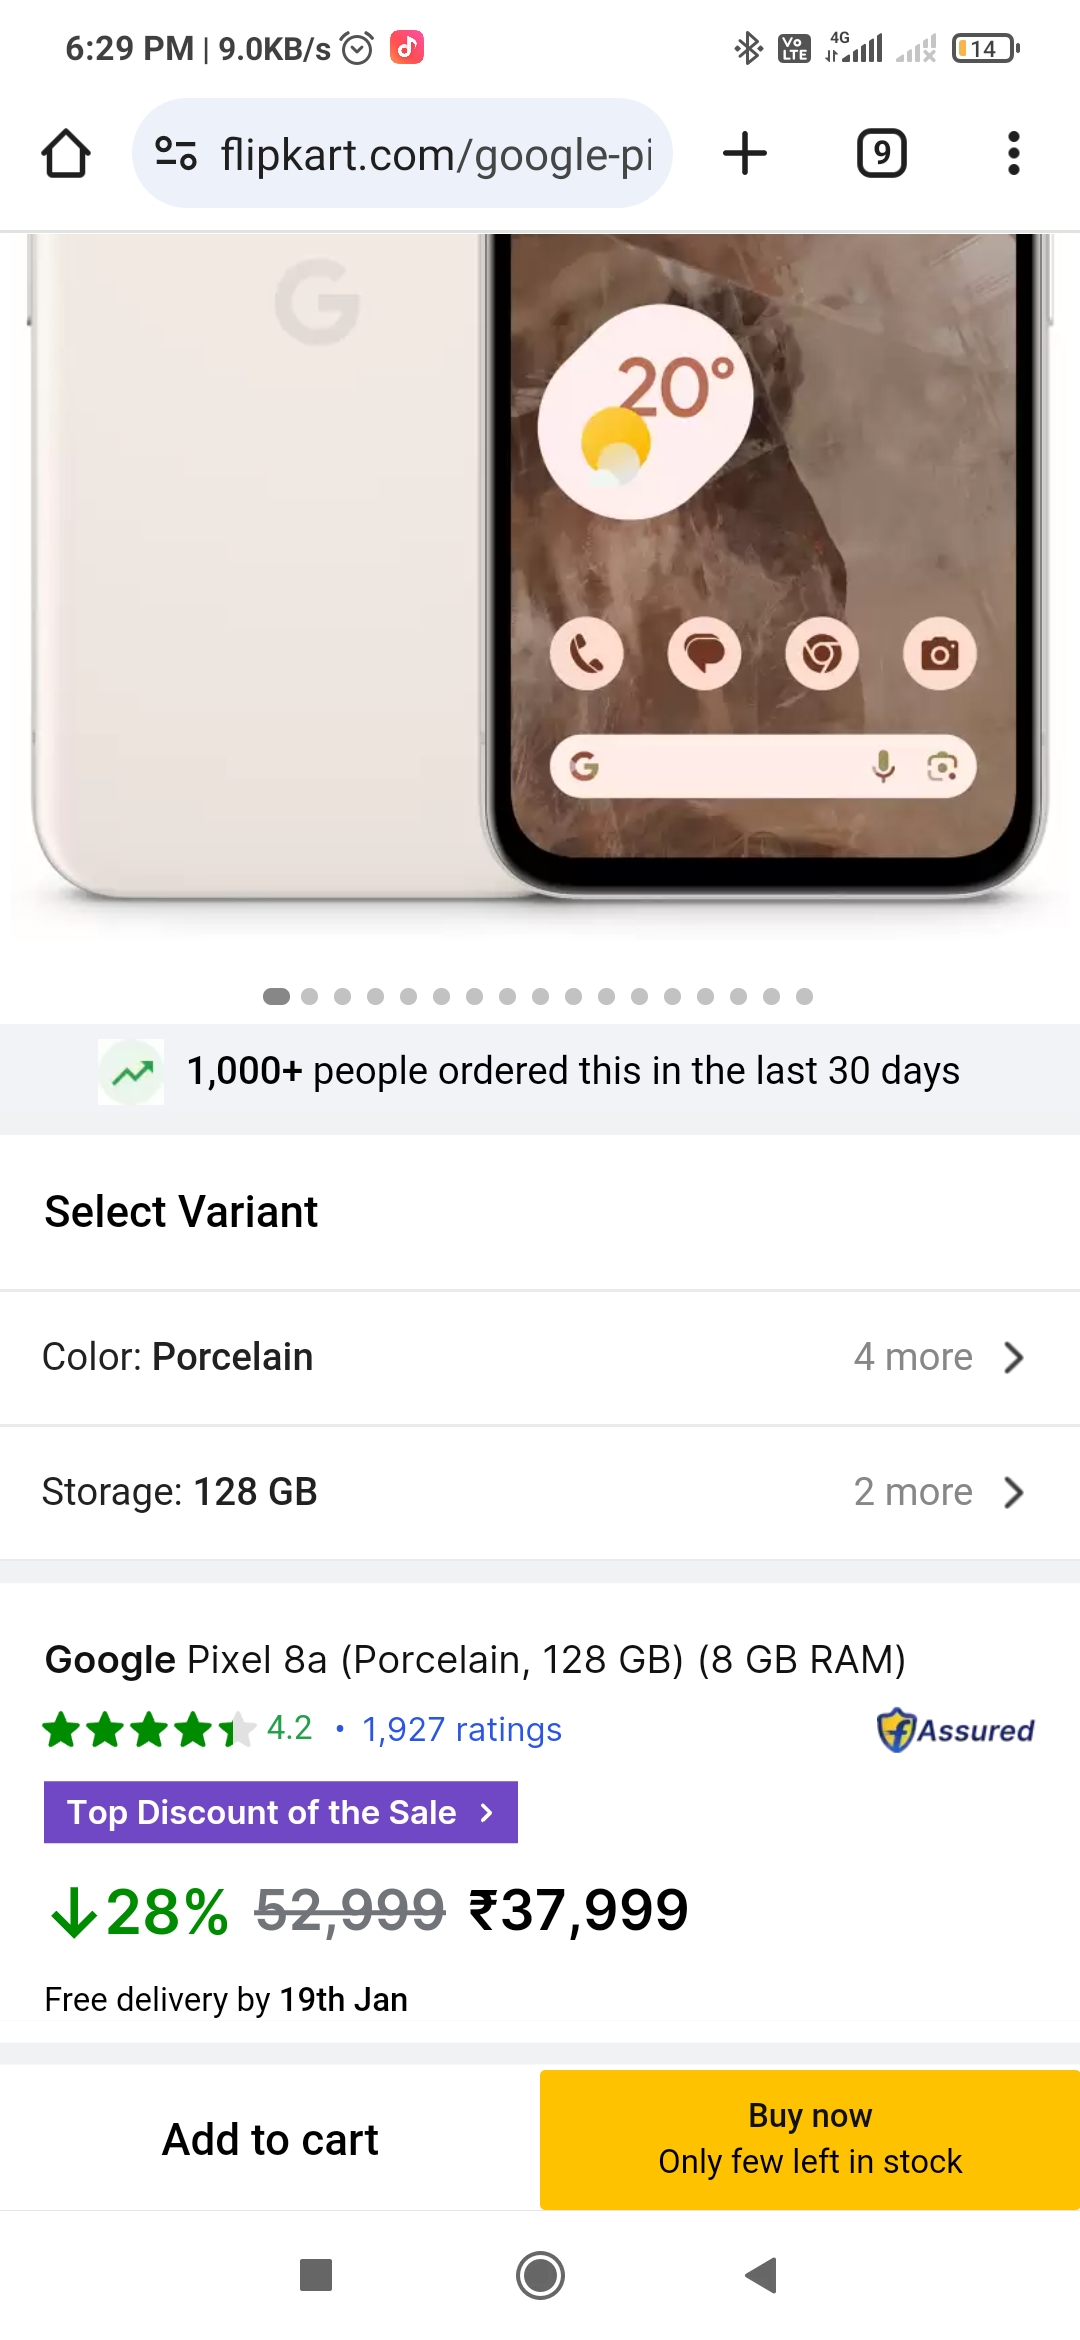 6:29 PM | 9.0KB/s
Vo LTE 4G 14
flipkart.com/google-pi
9
G
20°
G
1,000+ people ordered this in the last 30 days
Select Variant
Color: Porcelain 4 more
Storage: 128 GB 2 more
Google Pixel 8a (Porcelain, 128 GB) (8 GB RAM)
4.2 • 1,927 ratings
f Assured
Top Discount of the Sale
↓28% 52,999 ₹37,999
Free delivery by 19th Jan
Add to cart
Buy now
Only few left in stock